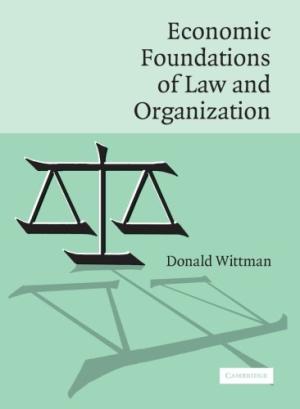 Economic
Foundations
of Law and
Organization
Donald Wittman
CAMBRIDGE